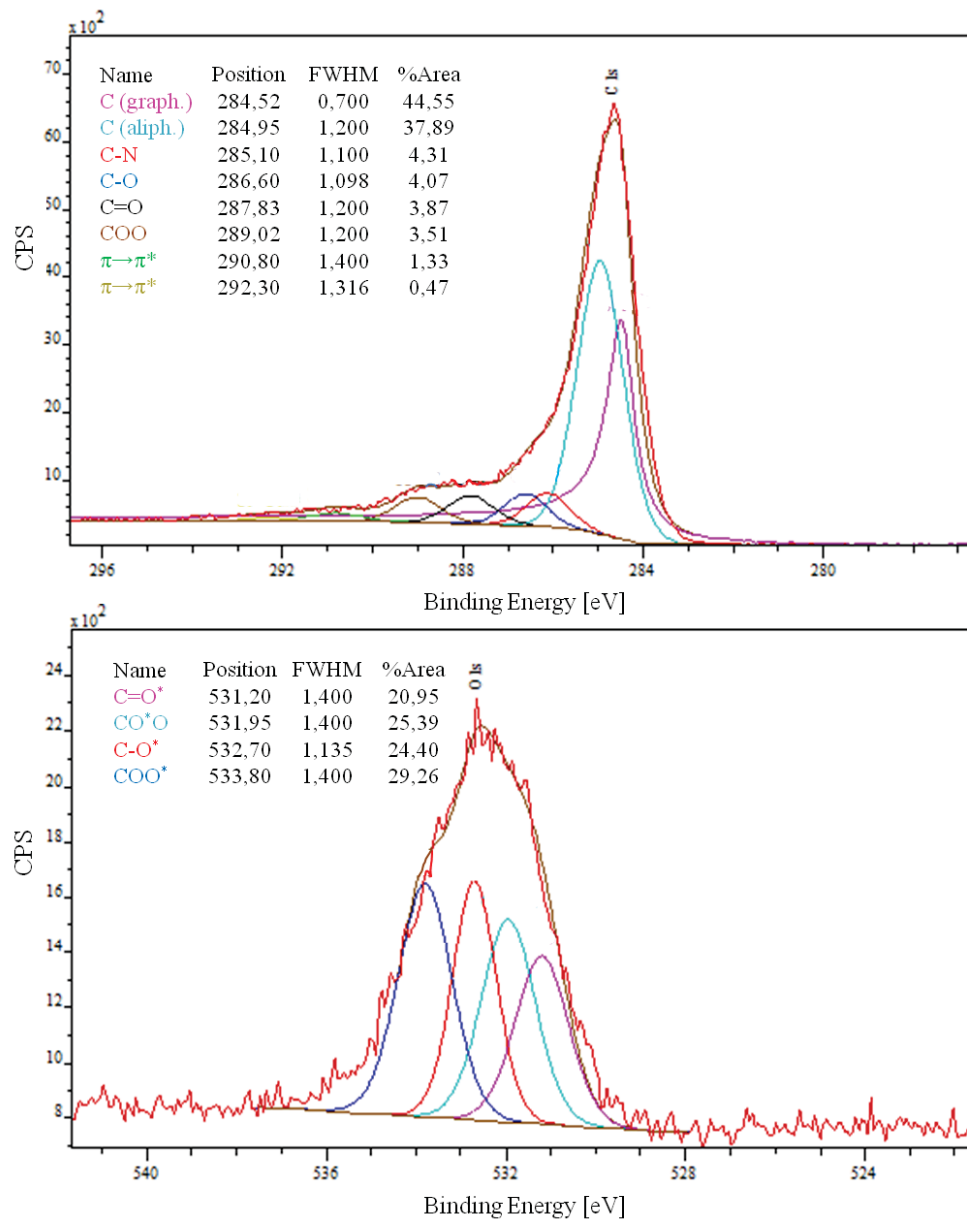 x 10²
70
60
50
40
30
20
10
CPS
C 1s
Name Position FWHM %Area
C (graph.) 284,52 0,700 44,55
C (aliph.) 284,95 1,200 37,89
C-N 285,10 1,100 4,31
C-O 286,60 1,098 4,07
C=O 287,83 1,200 3,87
COO 289,02 1,200 3,51
π→π* 290,80 1,400 1,33
π→π* 292,30 1,316 0,47
296 292 288 284 280
Binding Energy [eV]
x 10²
24
22
20
18
16
14
12
10
8
CPS
O 1s
Name Position FWHM %Area
C=O* 531,20 1,400 20,95
CO*O 531,95 1,400 25,39
C-O* 532,70 1,135 24,40
COO* 533,80 1,400 29,26
540 536 532 528 524
Binding Energy [eV]